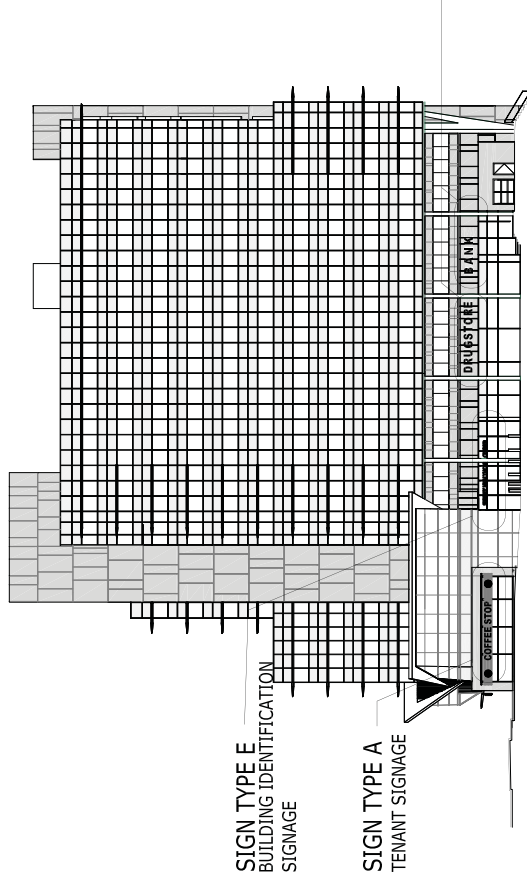 SIGN TYPE E
BUILDING IDENTIFICATION
SIGNAGE
SIGN TYPE A
TENANT SIGNAGE
COFFEE STOP
DRUGSTORE
BANK